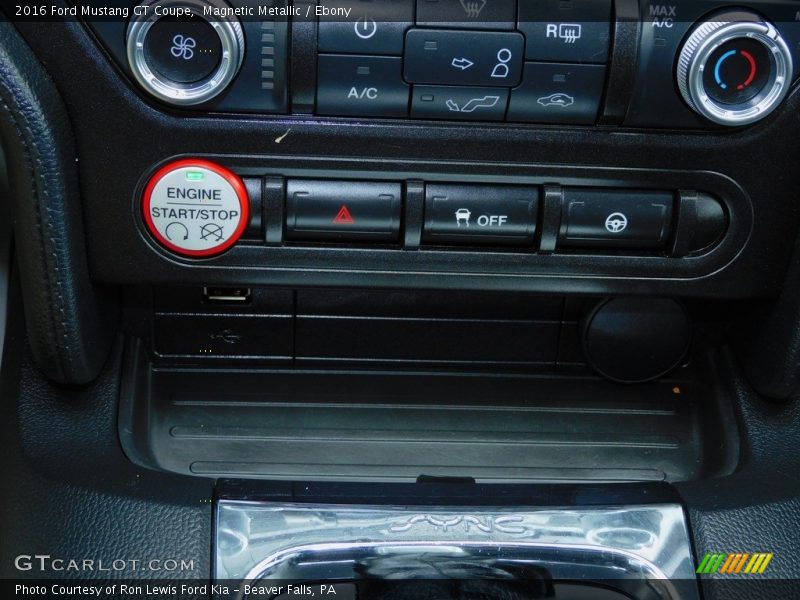 2016 Ford Mustang GT Coupe,  Magnetic Metallic / Ebony
MAX
A/C
R
A/C
ENGINE
START/STOP
OFF
SYNC
GTCARLOT.COM
Photo Courtesy of Ron Lewis Ford Kia - Beaver Falls, PA